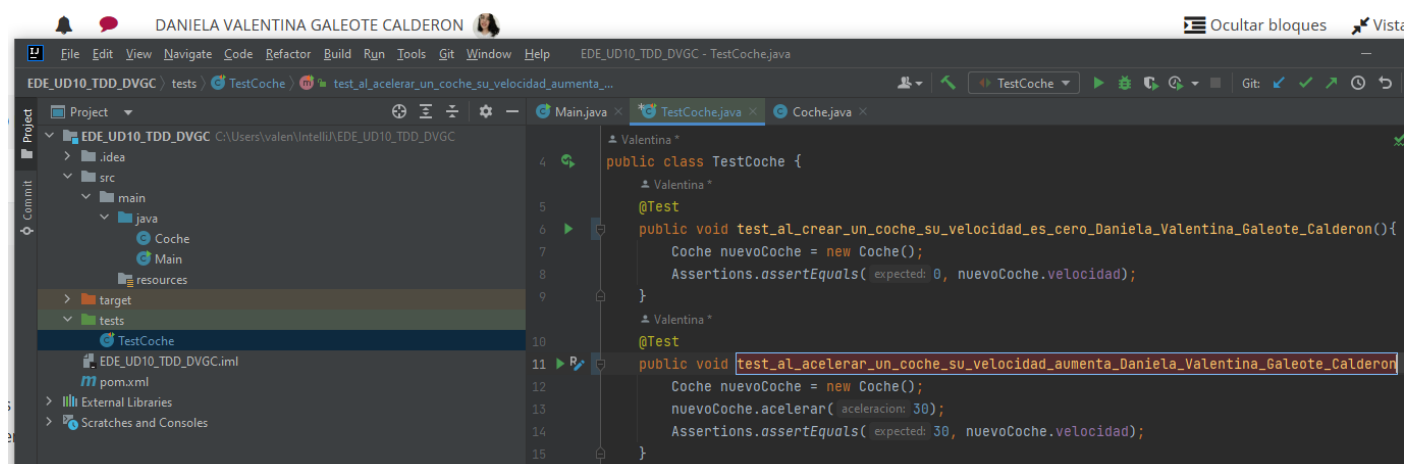 DANIELA VALENTINA GALEOTE CALDERON
Ocultar bloques
Vista
File Edit View Navigate Code Refactor Build Run Tools Git Window Help EDE_UD10_TDD_DVGC - TestCoche.java
EDE_UD10_TDD_DVGC tests TestCoche test_al_acelerar_un_coche_su_velocidad_aumenta_...
TestCoche
Git:
Project
Commit
Project
EDE_UD10_TDD_DVGC C:\Users\valen\IntelliJ\EDE_UD10_TDD_DVGC
.idea
src
main
java
Coche
Main
resources
target
tests
TestCoche
EDE_UD10_TDD_DVGC.iml
pom.xml
External Libraries
Scratches and Consoles
Main.java TestCoche.java Coche.java
Valentina *
4 public class TestCoche {
Valentina *
5 @Test
6 public void test_al_crear_un_coche_su_velocidad_es_cero_Daniela_Valentina_Galeote_Calderon(){
7 Coche nuevoCoche = new Coche();
8 Assertions.assertEquals( expected: 0, nuevoCoche.velocidad);
9 }
Valentina *
10 @Test
11 public void test_al_acelerar_un_coche_su_velocidad_aumenta_Daniela_Valentina_Galeote_Calderon
12 Coche nuevoCoche = new Coche();
13 nuevoCoche.acelerar( aceleracion: 30);
14 Assertions.assertEquals( expected: 30, nuevoCoche.velocidad);
15 }